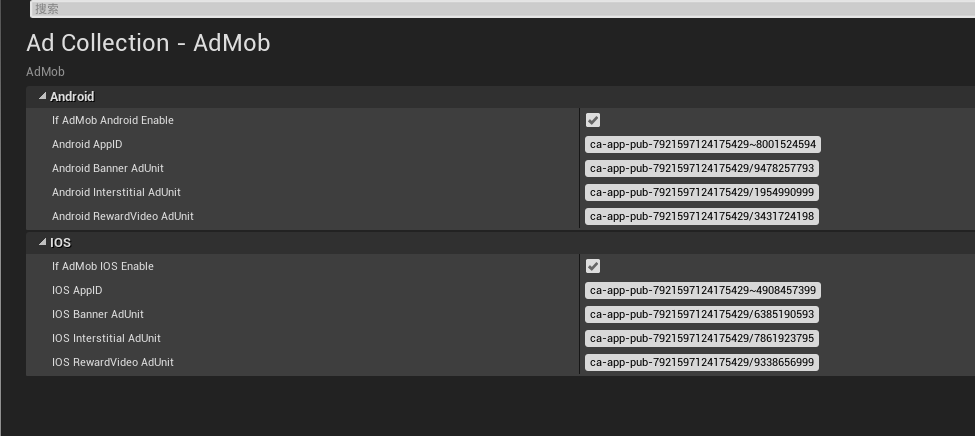 搜索
Ad Collection - AdMob
AdMob
Android
If AdMob Android Enable
Android AppID ca-app-pub-7921597124175429~8001524594
Android Banner AdUnit ca-app-pub-7921597124175429/9478257793
Android Interstitial AdUnit ca-app-pub-7921597124175429/1954990999
Android RewardVideo AdUnit ca-app-pub-7921597124175429/3431724198
IOS
If AdMob IOS Enable
IOS AppID ca-app-pub-7921597124175429~4908457399
IOS Banner AdUnit ca-app-pub-7921597124175429/6385190593
IOS Interstitial AdUnit ca-app-pub-7921597124175429/7861923795
IOS RewardVideo AdUnit ca-app-pub-7921597124175429/9338656999